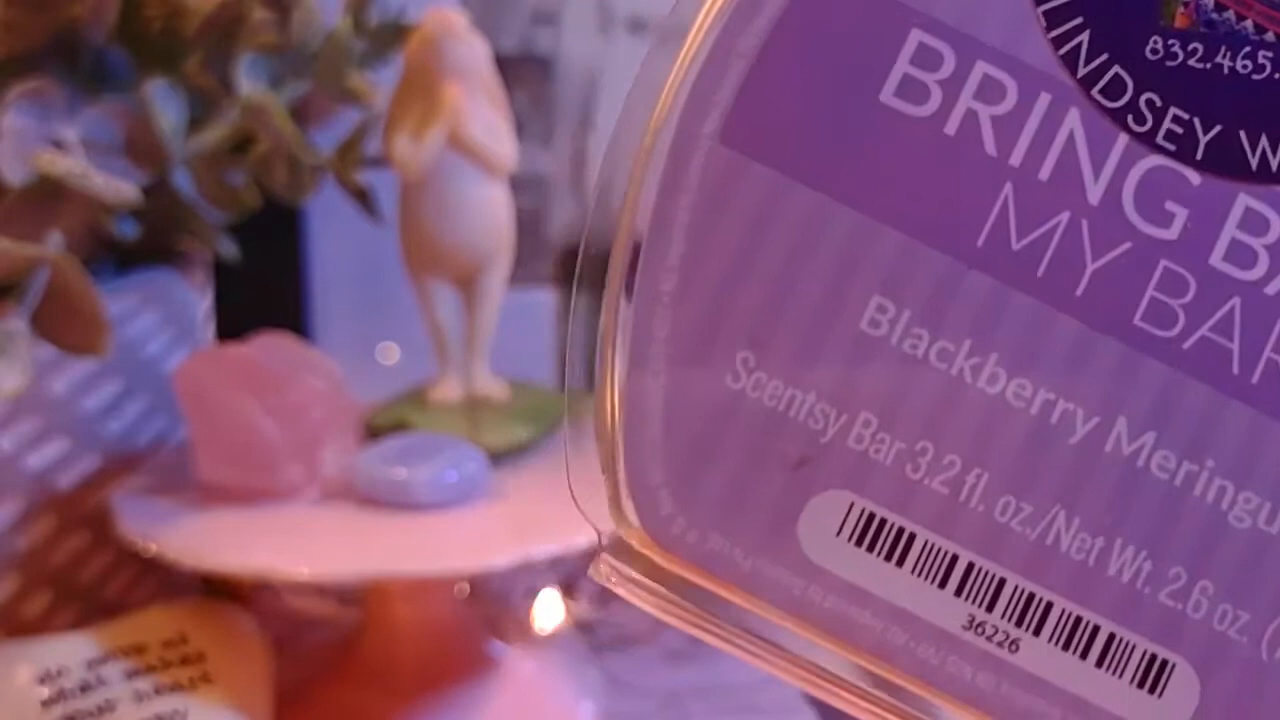 832.465.
LINDSEY W
BRING BA
MY BAR
Blackberry Meringu
Scentsy Bar 3.2 fl. oz./Net Wt. 2.6 oz. (
36226